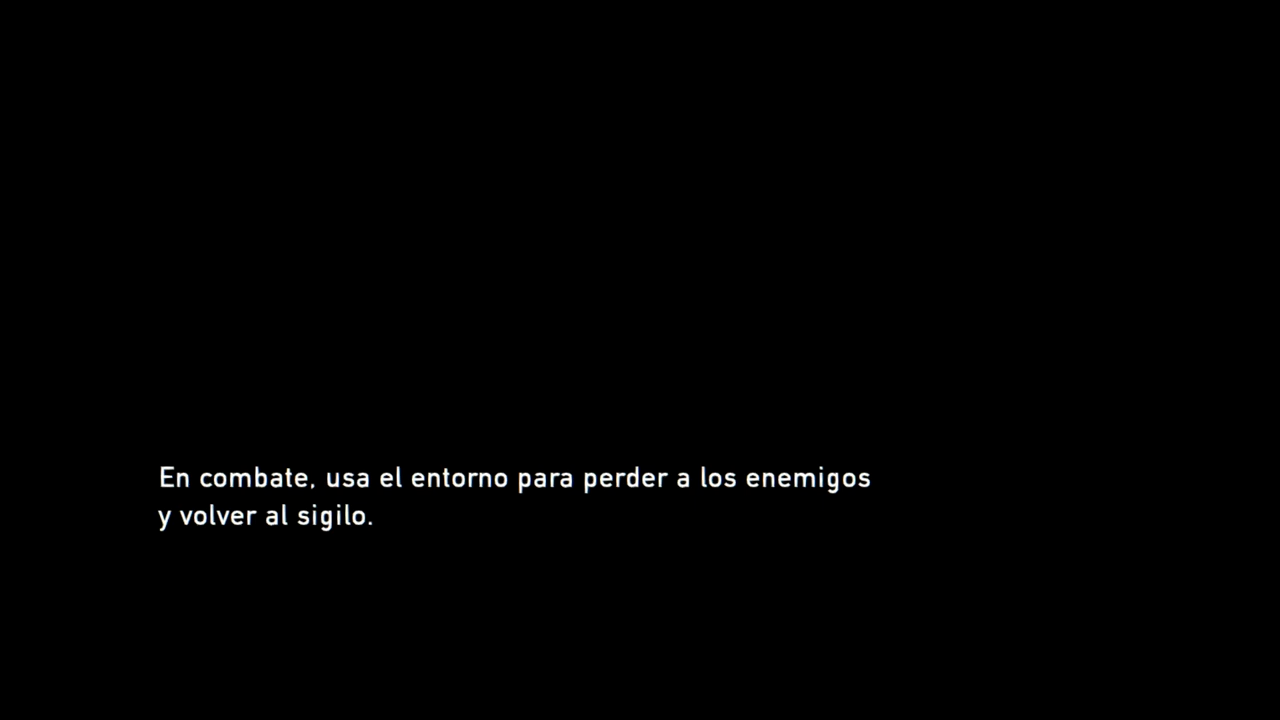 En combate, usa el entorno para perder a los enemigos
y volver al sigilo.